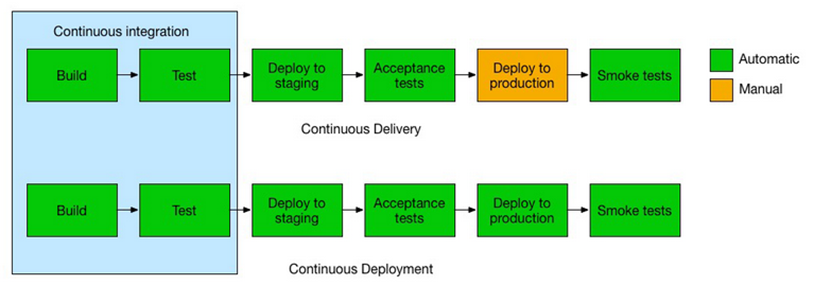 Continuous integration
Build
Test
Deploy to
staging
Acceptance
tests
Deploy to
production
Smoke tests
Automatic
Manual
Continuous Delivery
Build
Test
Deploy to
staging
Acceptance
tests
Deploy to
production
Smoke tests
Continuous Deployment